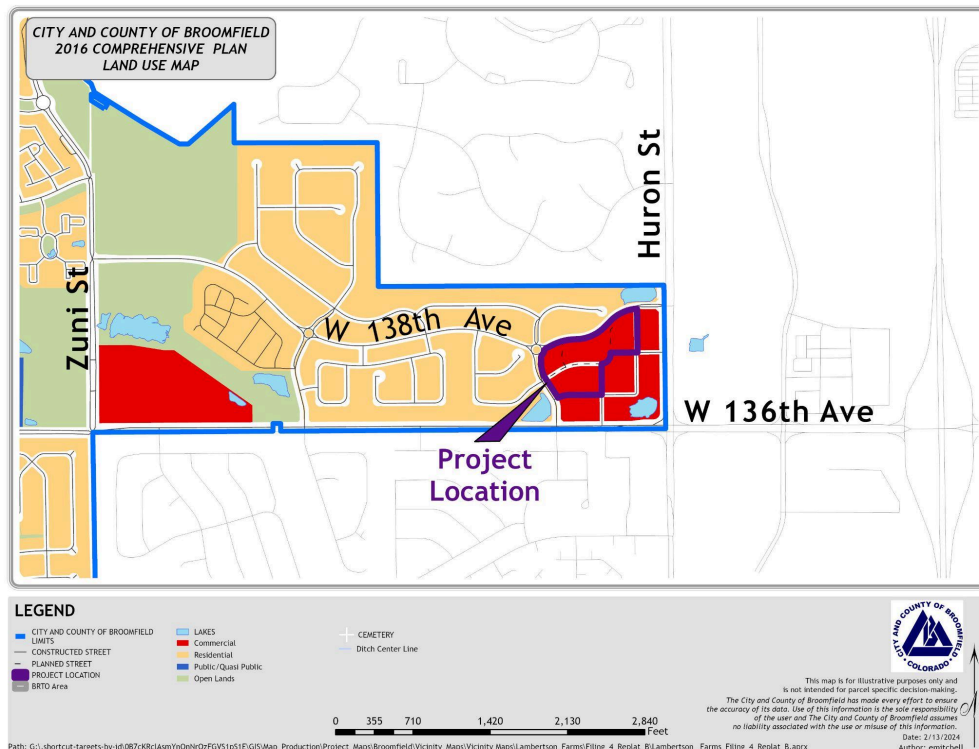 CITY AND COUNTY OF BROOMFIELD
2016 COMPREHENSIVE PLAN
LAND USE MAP
Huron St
Zuni St
W 138th Ave
W 136th Ave
Project
Location
LEGEND
CITY AND COUNTY OF BROOMFIELD
LIMITS
CONSTRUCTED STREET
PLANNED STREET
PROJECT LOCATION
BRTO Area
LAKES
Commercial
Residential
Public/Quasi Public
Open Lands
CEMETERY
Ditch Center Line
0 355 710 1,420 2,130 2,840
Feet
CITY AND COUNTY OF BROOMFIELD
• COLORADO •
This map is for illustrative purposes only and
is not intended for parcel specific decision-making.
The City and County of Broomfield has made every effort to ensure
the accuracy of its data. Use of this information is the sole responsibility
of the user and The City and County of Broomfield assumes
no liability associated with the use or misuse of this information.
Date: 2/13/2024
Author: epitchell